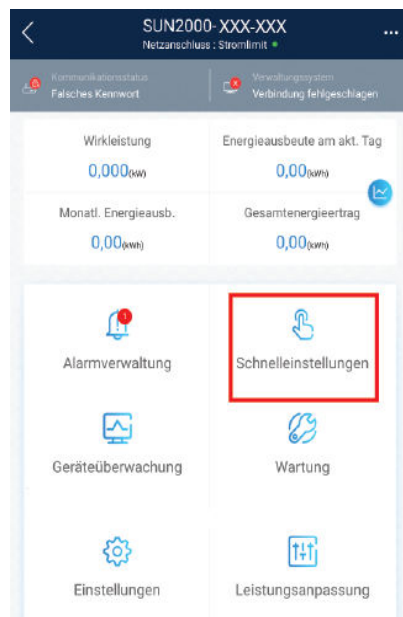 SUN2000-XXX-XXX
Netzanschluss : Stromlimit
Kommunikationsstatus
Falsches Kennwort
Verwaltungssystem
Verbindung fehlgeschlagen
Wirkleistung
0,000(kW)
Energieausbeute am akt. Tag
0,00(kWh)
Monatl. Energieausb.
0,00(kWh)
Gesamtenergieertrag
0,00(kWh)
1
Alarmverwaltung
Schnelleinstellungen
Geräteüberwachung
Wartung
Einstellungen
Leistungsanpassung